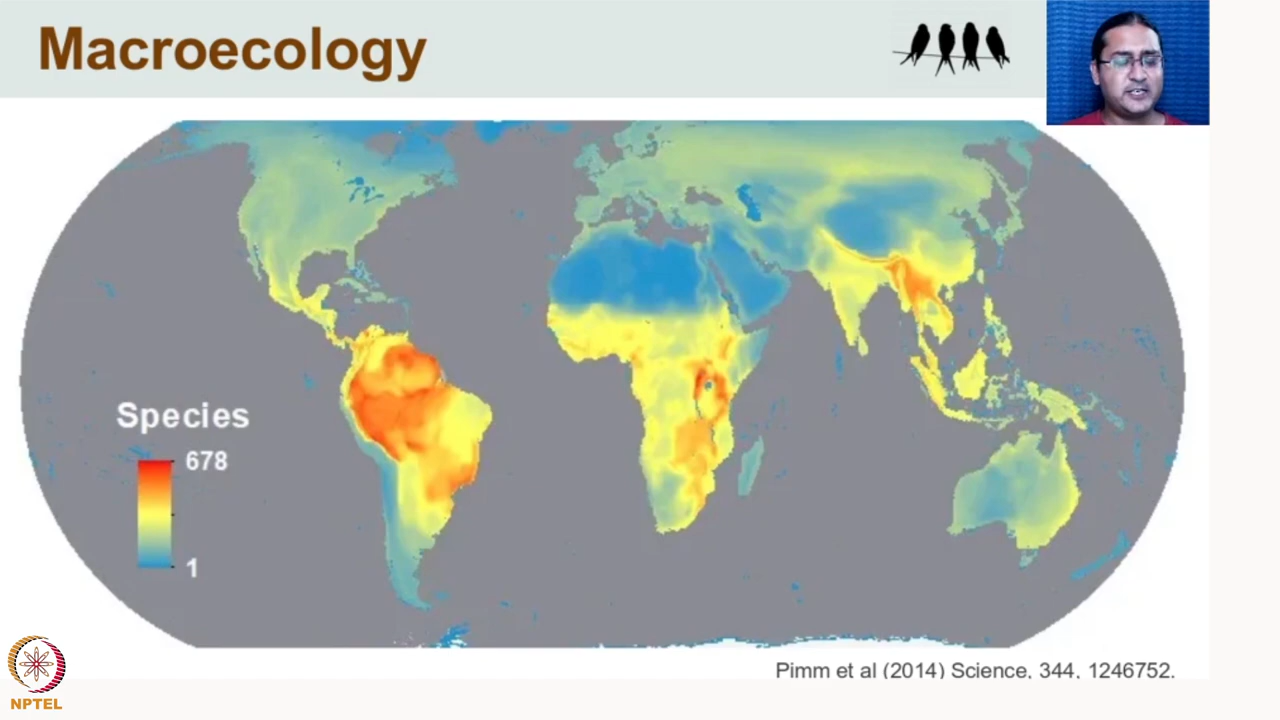 Macroecology
Species
678
1
Pimm et al (2014) Science, 344, 1246752.
NPTEL